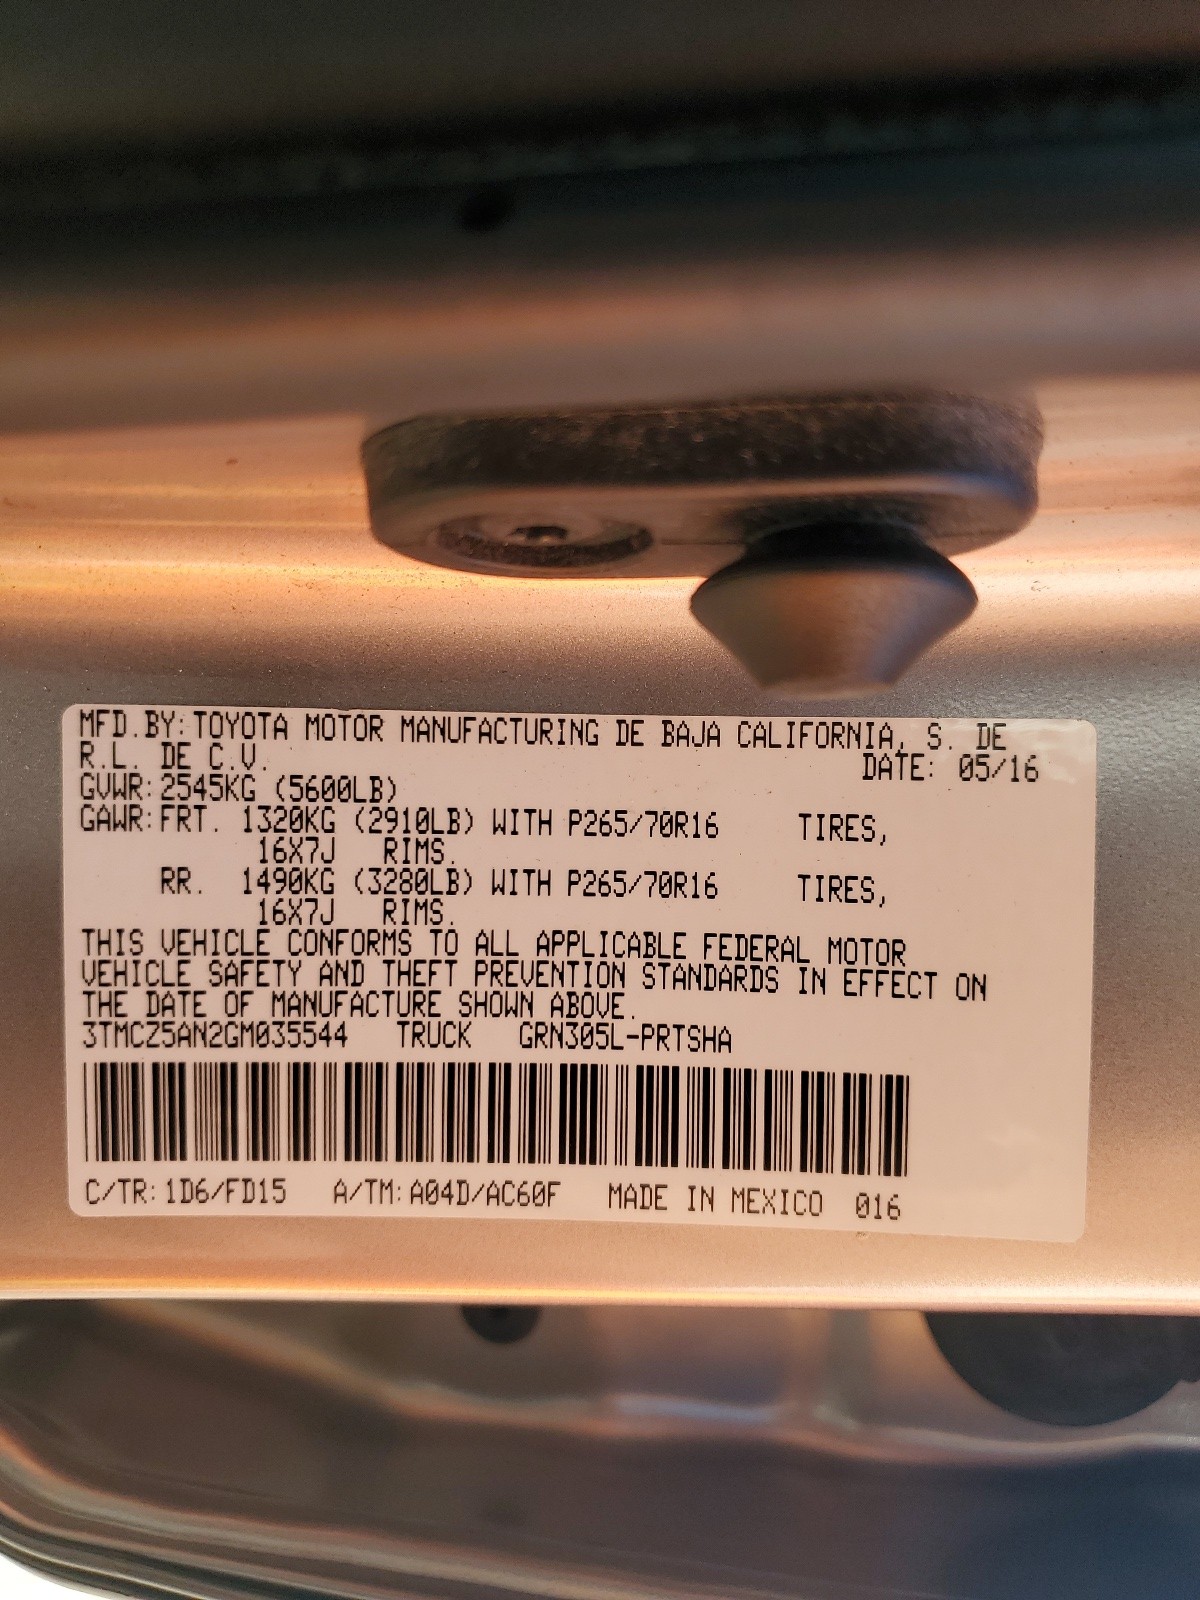 MFD.BY:TOYOTA MOTOR MANUFACTURING DE BAJA CALIFORNIA, S. DE
R.L. DE C.V.
DATE: 05/16
GVWR:2545KG (5600LB)
GAWR:FRT. 1320KG (2910LB) WITH P265/70R16 TIRES,
16X7J RIMS.
RR. 1490KG (3280LB) WITH P265/70R16 TIRES,
16X7J RIMS.
THIS VEHICLE CONFORMS TO ALL APPLICABLE FEDERAL MOTOR
VEHICLE SAFETY AND THEFT PREVENTION STANDARDS IN EFFECT ON
THE DATE OF MANUFACTURE SHOWN ABOVE.
3TMCZ5AN2GM035544 TRUCK GRN305L-PRTSHA
C/TR:1D6/FD15 A/TM:A04D/AC60F MADE IN MEXICO 016